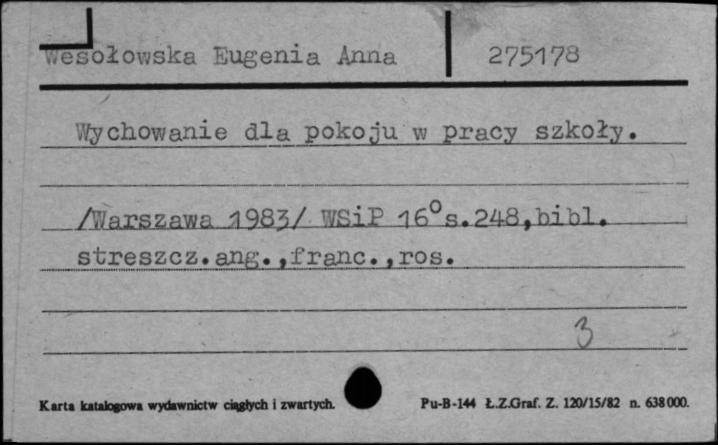 Wesołowska Eugenia Anna 275178
Wychowanie dla pokoju w pracy szkoły.
/Warszawa 1983/ WSiP 16° s.248,bibl.
streszcz.ang.,franc.,ros.
3
Karta katalogowa wydawnictw ciągłych i zwartych. Pu-B-144 Ł.Z.Graf. Z. 120/15/82 n. 638000.